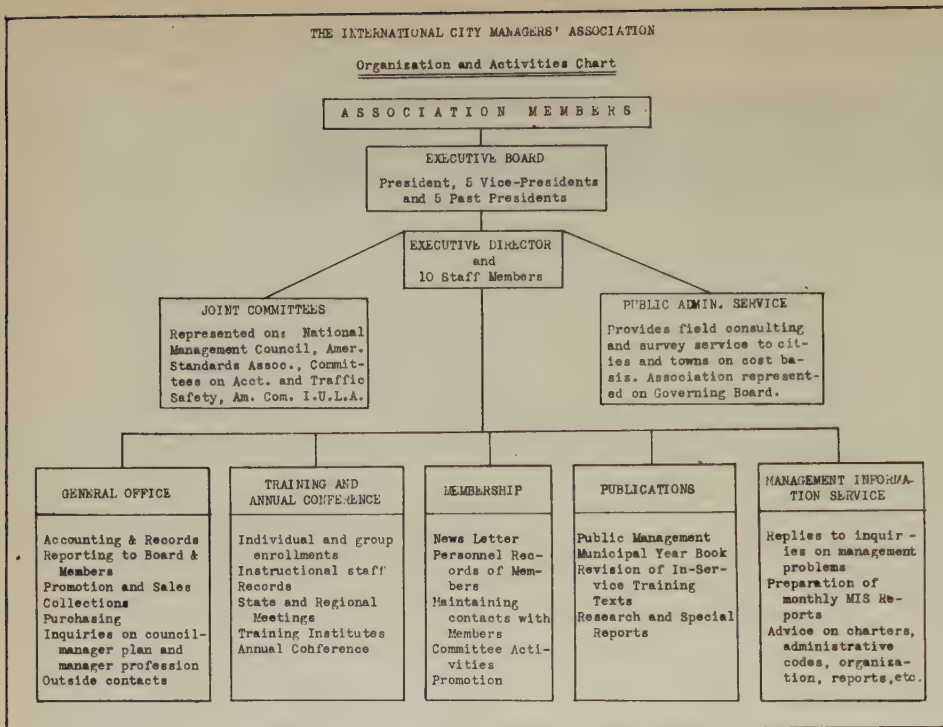 THE INTERNATIONAL CITY MANAGERS' ASSOCIATION
Organization and Activities Chart
ASSOCIATION MEMBERS
EXECUTIVE BOARD
President, 5 Vice-Presidents
and 5 Past Presidents
EXECUTIVE DIRECTOR
and
10 Staff Members
JOINT COMMITTEES
Represented on: National
Management Council, Amer.
Standards Assoc., Commit-
tees on Acct. and Traffic
Safety, Am. Com. I.U.L.A.
PUBLIC ADMIN. SERVICE
Provides field consulting
and survey service to cit-
ies and towns on cost ba-
sis. Association represent-
ed on Governing Board.
GENERAL OFFICE
Accounting & Records
Reporting to Board &
Members
Promotion and Sales
Collections
Purchasing
Inquiries on council-
manager plan and
manager profession
Outside contacts
TRAINING AND
ANNUAL CONFERENCE
Individual and group
enrollments
Instructional staff
Records
State and Regional
Meetings
Training Institutes
Annual Conference
MEMBERSHIP
News Letter
Personnel Rec-
ords of Mem-
bers
Maintaining
contacts with
Members
Committee Acti-
vities
Promotion
PUBLICATIONS
Public Management
Municipal Year Book
Revision of In-Ser-
vice Training
Texts
Research and Special
Reports
MANAGEMENT INFORMA-
TION SERVICE
Replies to inquir-
ies on management
problems
Preparation of
monthly MIS Re-
ports
Advice on charters,
administrative
codes, organiza-
tion, reports,etc.